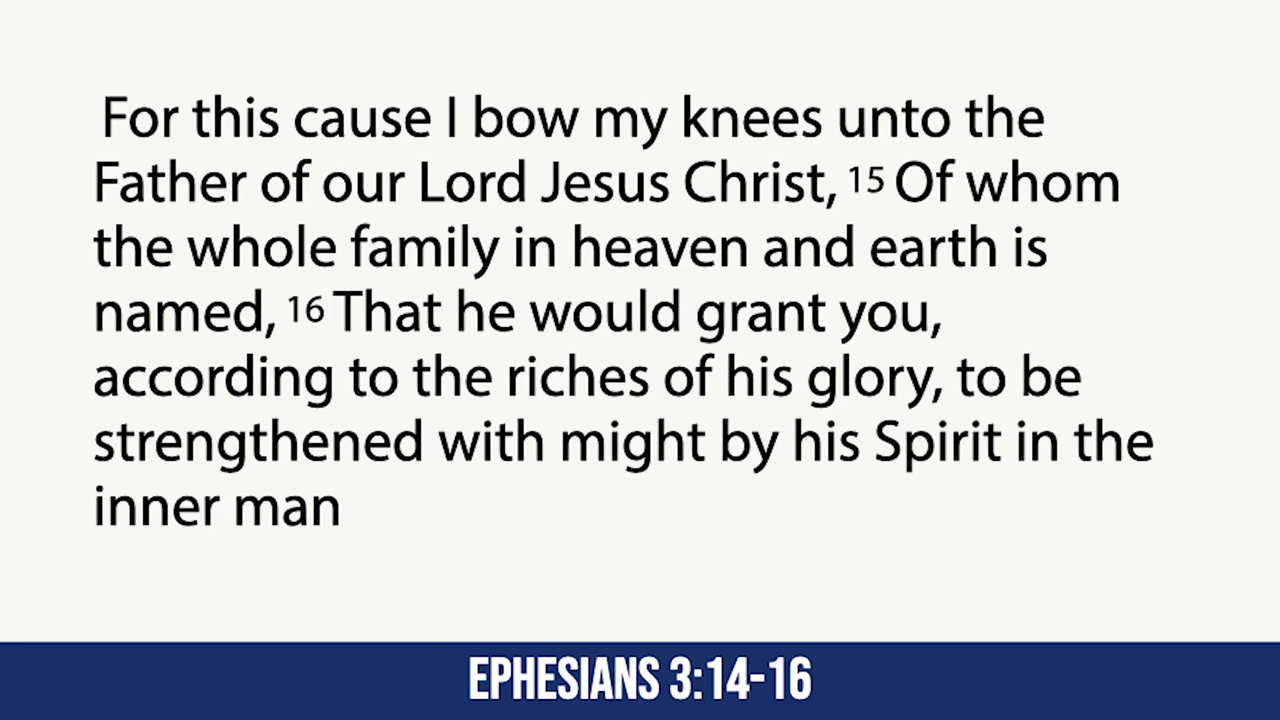 For this cause I bow my knees unto the
Father of our Lord Jesus Christ, 15 Of whom
the whole family in heaven and earth is
named, 16 That he would grant you,
according to the riches of his glory, to be
strengthened with might by his Spirit in the
inner man
EPHESIANS 3:14-16